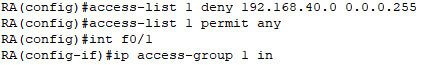 RA(config)#access-list 1 deny 192.168.40.0 0.0.0.255
RA(config)#access-list 1 permit any
RA(config)#int f0/1
RA(config-if)#ip access-group 1 in